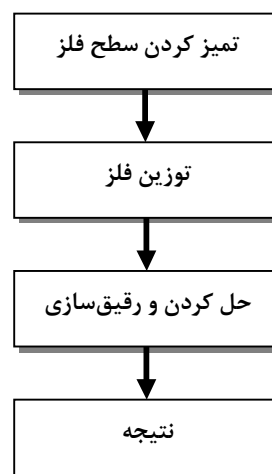 تمیز کردن سطح فلز
توزین فلز
حل کردن و رقیق‌سازی
نتیجه